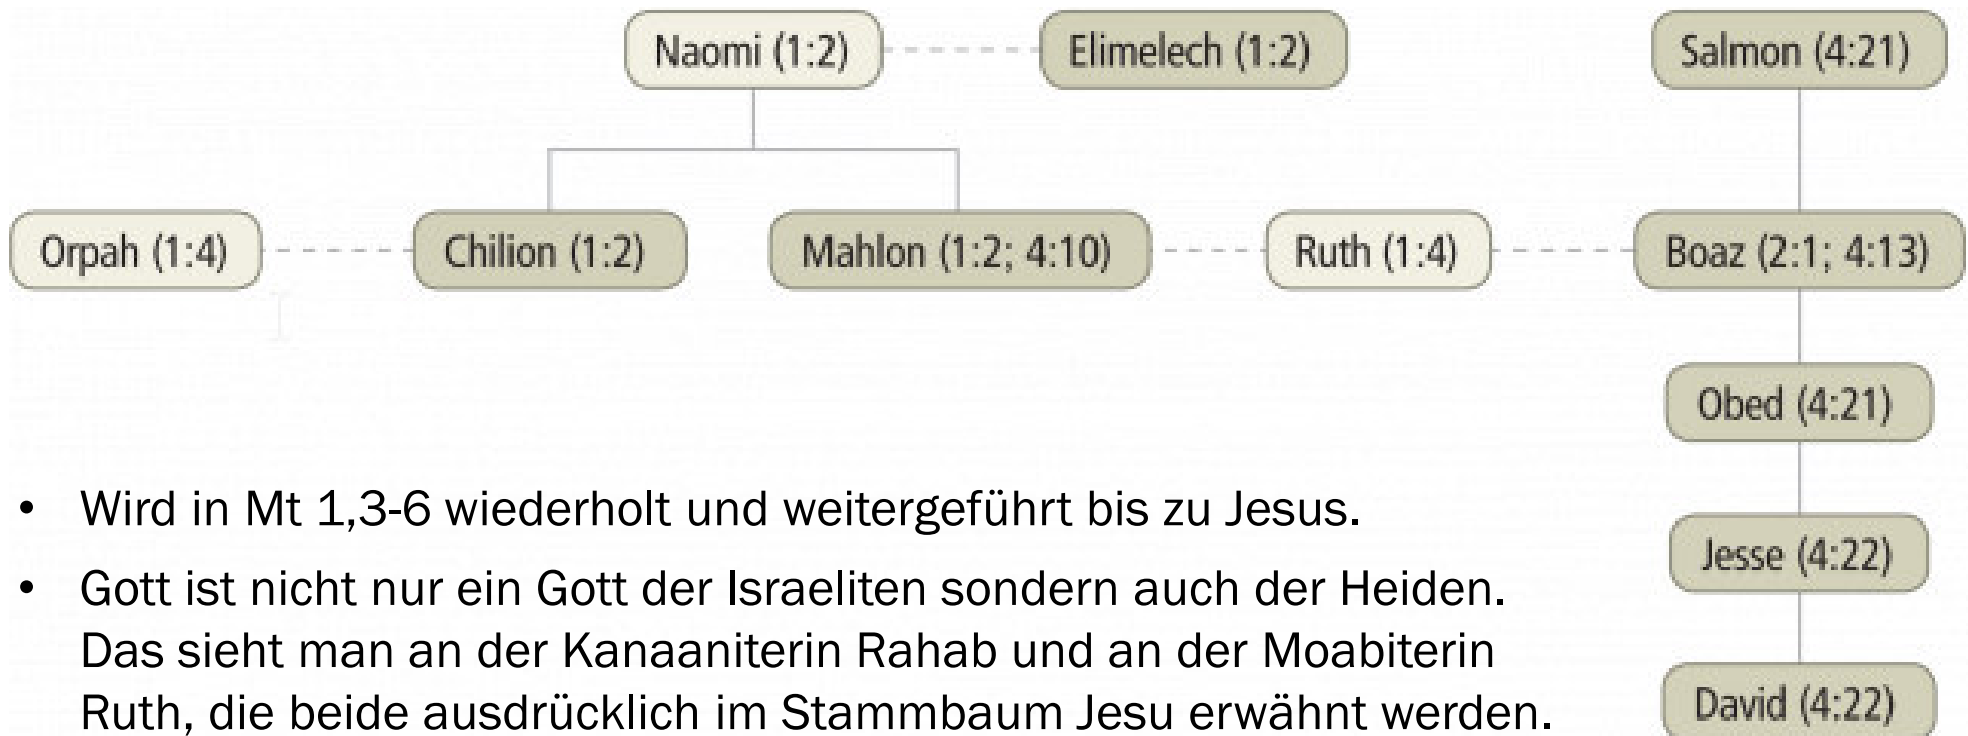 Naomi (1:2) Elimelech (1:2) Salmon (4:21)
Orpah (1:4) Chilion (1:2) Mahlon (1:2; 4:10) Ruth (1:4) Boaz (2:1; 4:13)
Obed (4:21)
Jesse (4:22)
David (4:22)
• Wird in Mt 1,3-6 wiederholt und weitergeführt bis zu Jesus.
• Gott ist nicht nur ein Gott der Israeliten sondern auch der Heiden.
Das sieht man an der Kanaaniterin Rahab und an der Moabiterin
Ruth, die beide ausdrücklich im Stammbaum Jesu erwähnt werden.